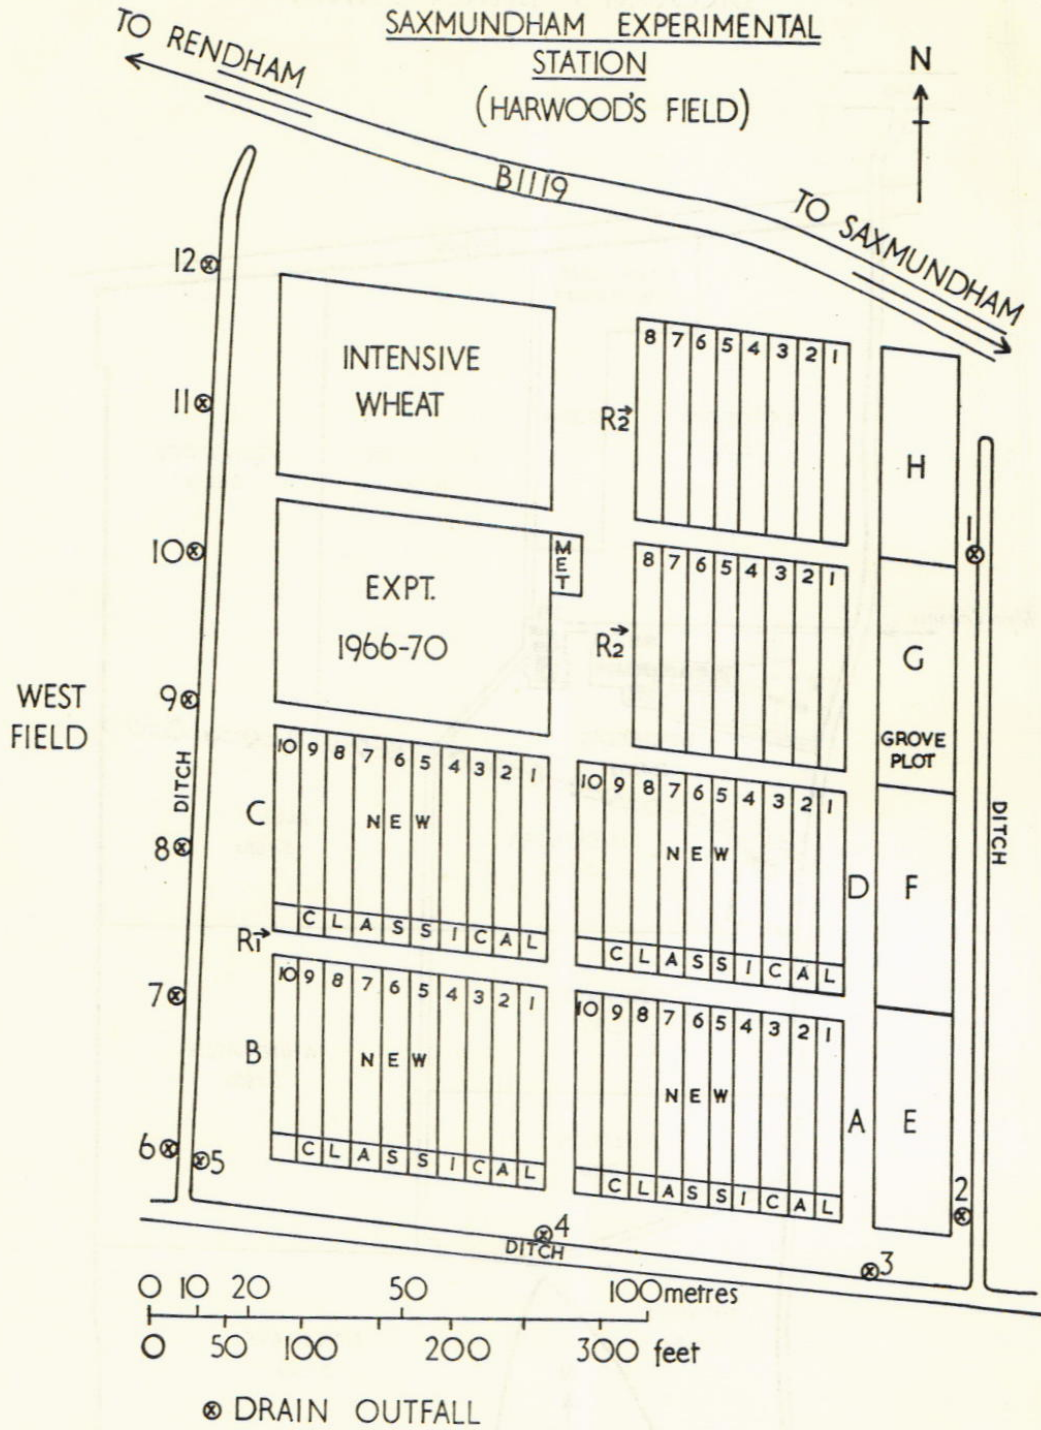 SAXMUNDHAM EXPERIMENTAL
STATION
(HARWOOD'S FIELD)
TO RENDHAM
N
B1119
TO SAXMUNDHAM
12
INTENSIVE
WHEAT
8 7 6 5 4 3 2 1
11
R2
H
1
10
MET
EXPT.
1966-70
8 7 6 5 4 3 2 1
R2
G
GROVE
PLOT
WEST
FIELD
9
DITCH
10 9 8 7 6 5 4 3 2 1
C
NEW
8
CLASSICAL
10 9 8 7 6 5 4 3 2 1
NEW
D
F
DITCH
CLASSICAL
R1
7
10 9 8 7 6 5 4 3 2 1
B
NEW
CLASSICAL
10 9 8 7 6 5 4 3 2 1
NEW
A
E
CLASSICAL
6
5
2
4
DITCH
3
0 10 20 50 100 metres
0 50 100 200 300 feet
⊗ DRAIN OUTFALL